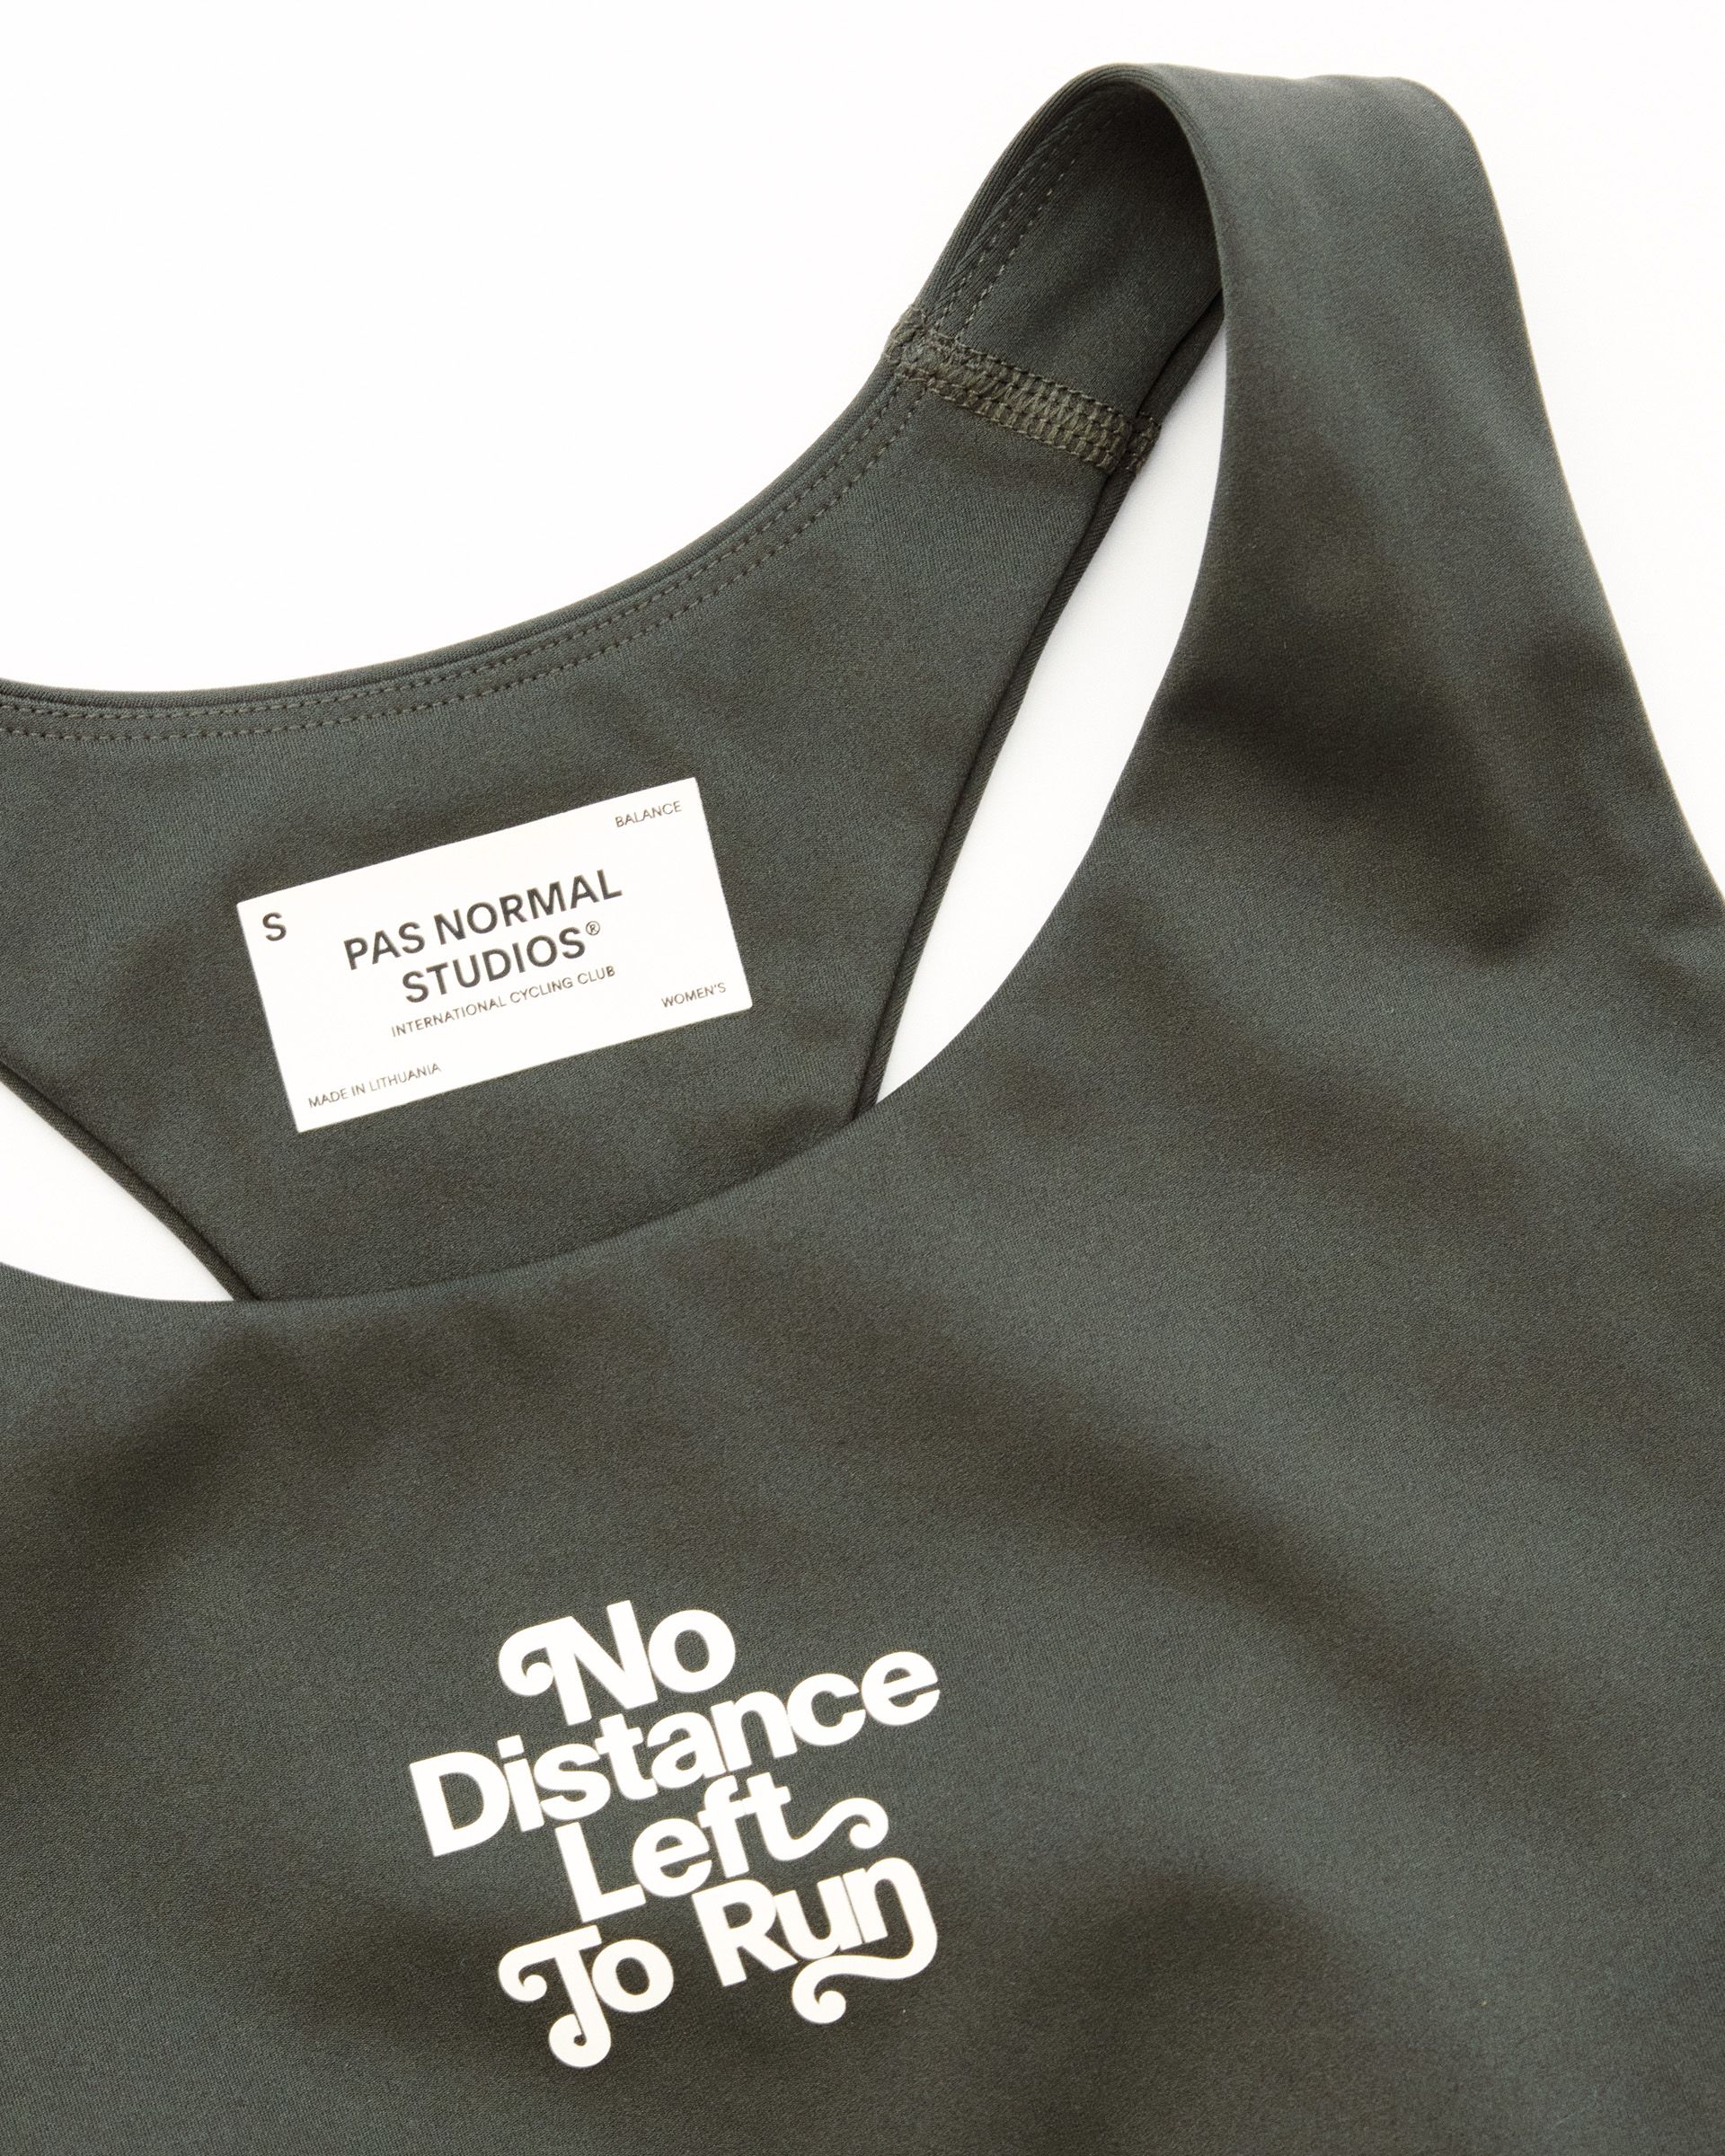 BALANCE
S
PAS NORMAL
STUDIOS®
INTERNATIONAL CYCLING CLUB
WOMEN'S
MADE IN LITHUANIA
No
Distance
Left
To Run